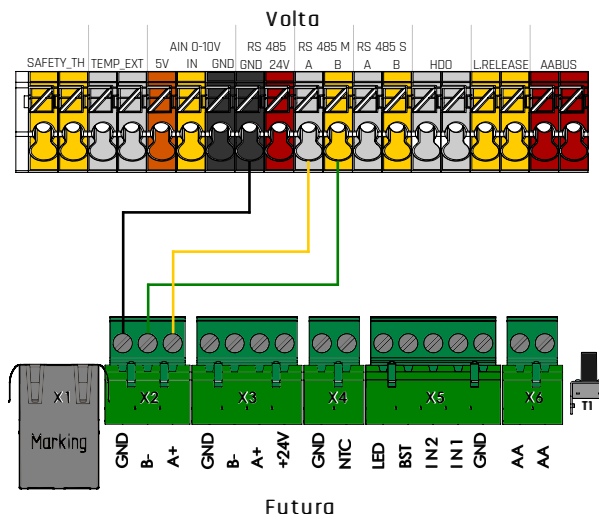 Volta
AIN 0-10V RS 485 RS 485 M RS 485 S
SAFETY_TH TEMP_EXT 5V IN GND GND 24V A B A B HDO L.RELEASE AABUS
X1 X2 X3 X4 X5 X6
T1
Marking
GND B- A+ GND B- A+ +24V GND NTC LED BST IN2 IN1 GND AA AA
Futura